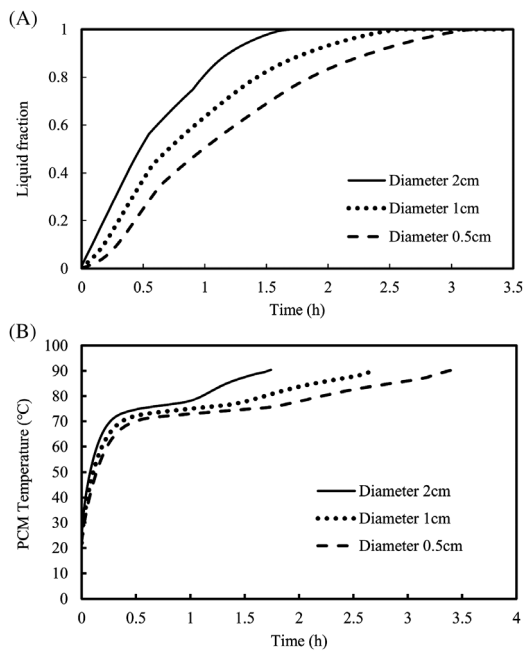 (A)
1
0.8
0.6
0.4
0.2
0
Liquid fraction
Diameter 2cm
Diameter 1cm
Diameter 0.5cm
0 0.5 1 1.5 2 2.5 3 3.5
Time (h)
(B)
100
90
80
70
60
50
40
30
20
10
0
PCM Temperature (℃)
Diameter 2cm
Diameter 1cm
Diameter 0.5cm
0 0.5 1 1.5 2 2.5 3 3.5 4
Time (h)